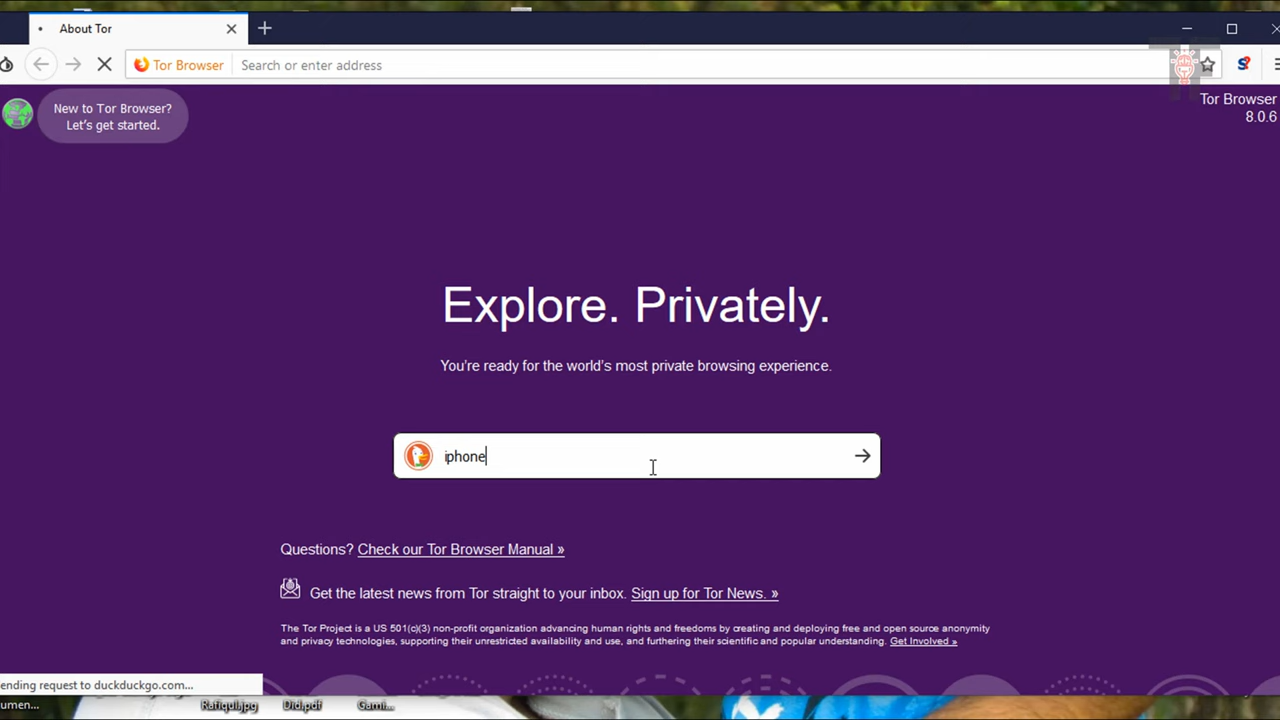 About Tor
Tor Browser
Search or enter address
New to Tor Browser?
Let's get started.
Tor Browser
8.0.6
Explore. Privately.
You're ready for the world's most private browsing experience.
iphone
Questions? Check our Tor Browser Manual »
Get the latest news from Tor straight to your inbox. Sign up for Tor News. »
The Tor Project is a US 501(c)(3) non-profit organization advancing human rights and freedoms by creating and deploying free and open source anonymity
and privacy technologies, supporting their unrestricted availability and use, and furthering their scientific and popular understanding. Get Involved »
ending request to duckduckgo.com...
umen...
Rafiqul.jpg
Did.pdf
Gami...